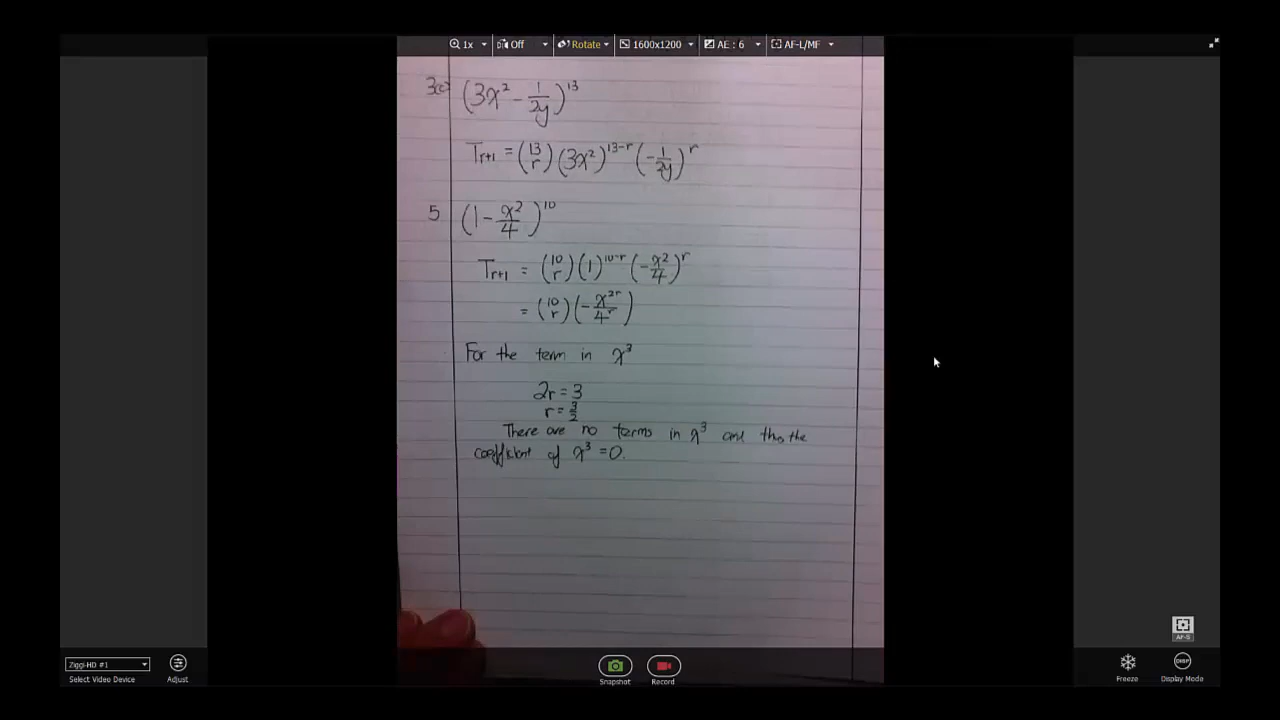 1x Off Rotate 1600x1200 AE : 6 AF-L/MF
3(c) (3x² - 1/2y)¹³
Tr+1 = (13 r) (3x²)^13-r (-1/2y)^r
5 (1 - x²/4)^10
Tr+1 = (10 r) (1)^10-r (-x²/4)^r
= (10 r) (-x^2r/4^r)
For the term in x³
2r = 3
r = 3/2
There are no terms in x³ and thus the
coefficient of x³ = 0.
AF-S
Ziggi-HD #1
Select Video Device Adjust Snapshot Record Freeze DISP Display Mode